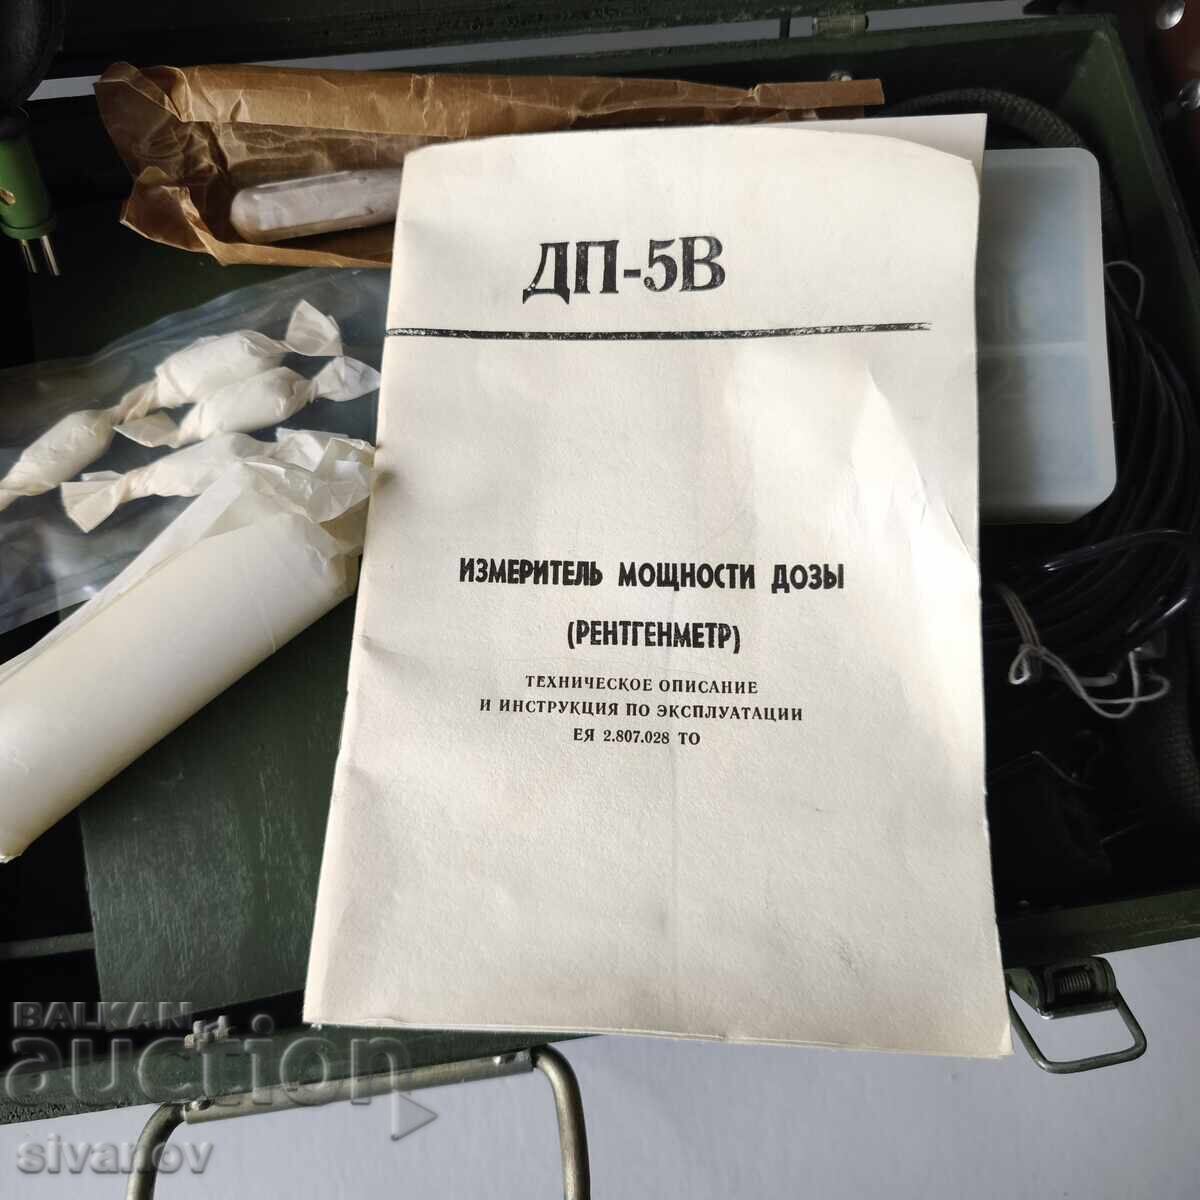 ДП-5В
ИЗМЕРИТЕЛЬ МОЩНОСТИ ДОЗЫ
(РЕНТГЕНМЕТР)
ТЕХНИЧЕСКОЕ ОПИСАНИЕ
И ИНСТРУКЦИЯ ПО ЭКСПЛУАТАЦИИ
ЕЯ 2.807.028 ТО
BALKAN
auction
sivanov